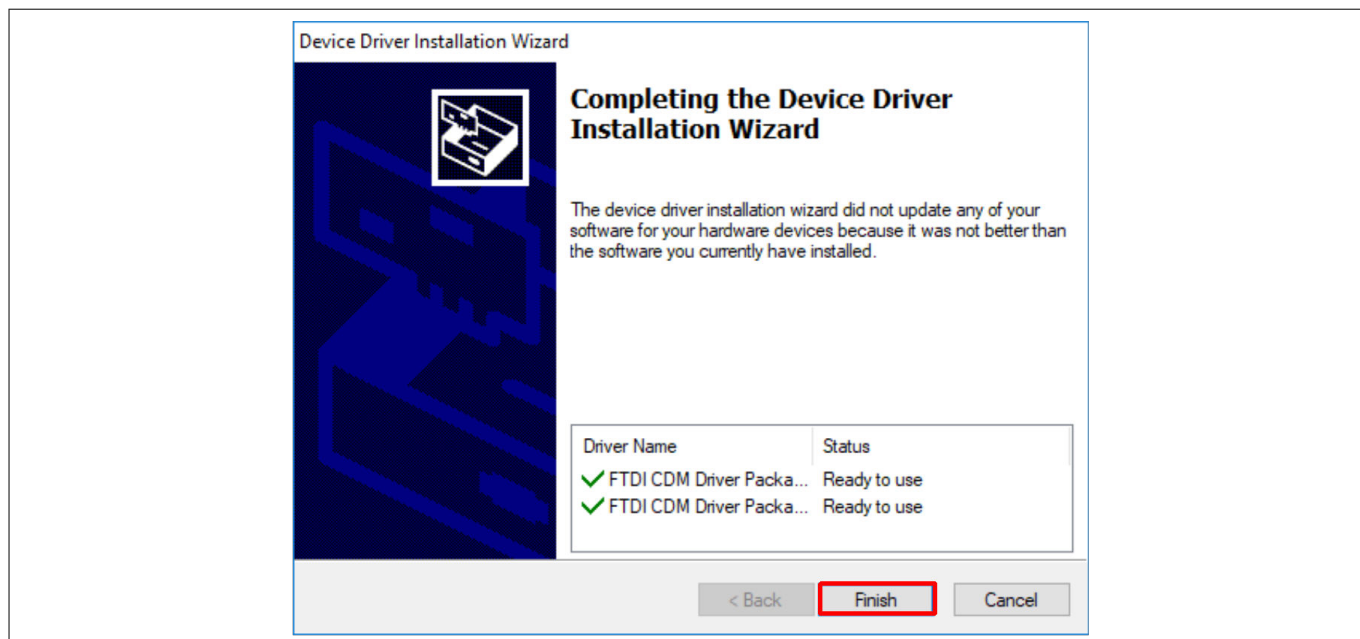 Device Driver Installation Wizard
Completing the Device Driver
Installation Wizard
The device driver installation wizard did not update any of your
software for your hardware devices because it was not better than
the software you currently have installed.
Driver Name Status
FTDI CDM Driver Packa... Ready to use
FTDI CDM Driver Packa... Ready to use
< Back Finish Cancel